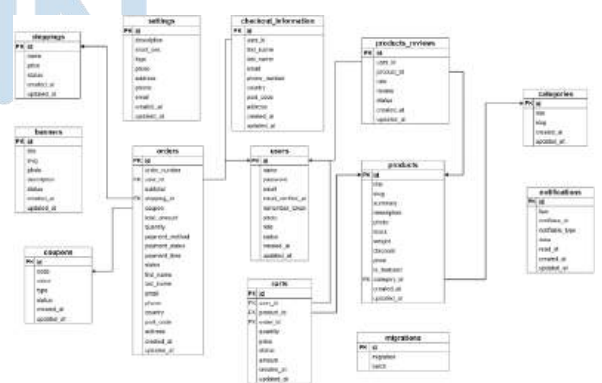 shippings
PK id
name
price
status
created_at
updated_at
settings
PK id
description
short_des
logo
photo
address
phone
email
created_at
updated_at
checkout_information
PK id
user_id
first_name
last_name
email
phone_number
country
post_code
address
created_at
updated_at
products_reviews
PK id
user_id
product_id
rate
review
status
created_at
updated_at
categories
PK id
title
slug
created_at
updated_at
banners
PK id
title
slug
photo
description
status
created_at
updated_at
orders
PK id
order_number
FK user_id
subtotal
FK shipping_id
coupon
total_amount
quantity
payment_method
payment_status
payment_time
status
first_name
last_name
email
phone
country
post_code
address
created_at
updated_at
users
PK id
name
password
email
email_verified_at
remember_token
photo
role
status
created_at
updated_at
products
PK id
title
slug
summary
description
photo
stock
weight
discount
price
is_featured
FK category_id
created_at
updated_at
notifications
PK id
type
notifiable_id
notifiable_type
data
read_at
created_at
updated_at
coupons
PK id
code
value
type
status
created_at
updated_at
carts
PK id
FK user_id
FK product_id
FK order_id
quantity
price
status
amount
created_at
updated_at
migrations
PK id
migration
batch